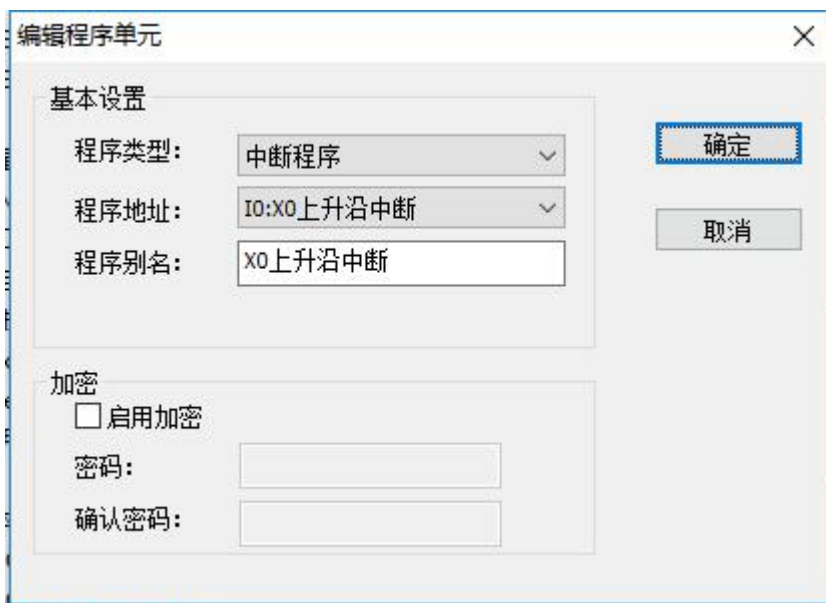 编辑程序单元
基本设置
程序类型:
中断程序
程序地址:
I0:X0上升沿中断
程序别名:
X0上升沿中断
确定
取消
加密
启用加密
密码:
确认密码: